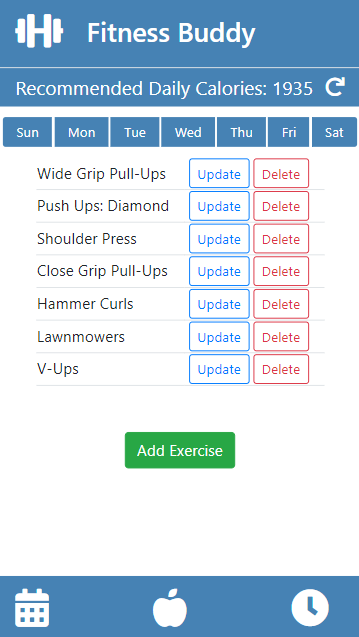 Fitness Buddy
Recommended Daily Calories: 1935
Sun Mon Tue Wed Thu Fri Sat
Wide Grip Pull-Ups Update Delete
Push Ups: Diamond Update Delete
Shoulder Press Update Delete
Close Grip Pull-Ups Update Delete
Hammer Curls Update Delete
Lawnmowers Update Delete
V-Ups Update Delete
Add Exercise